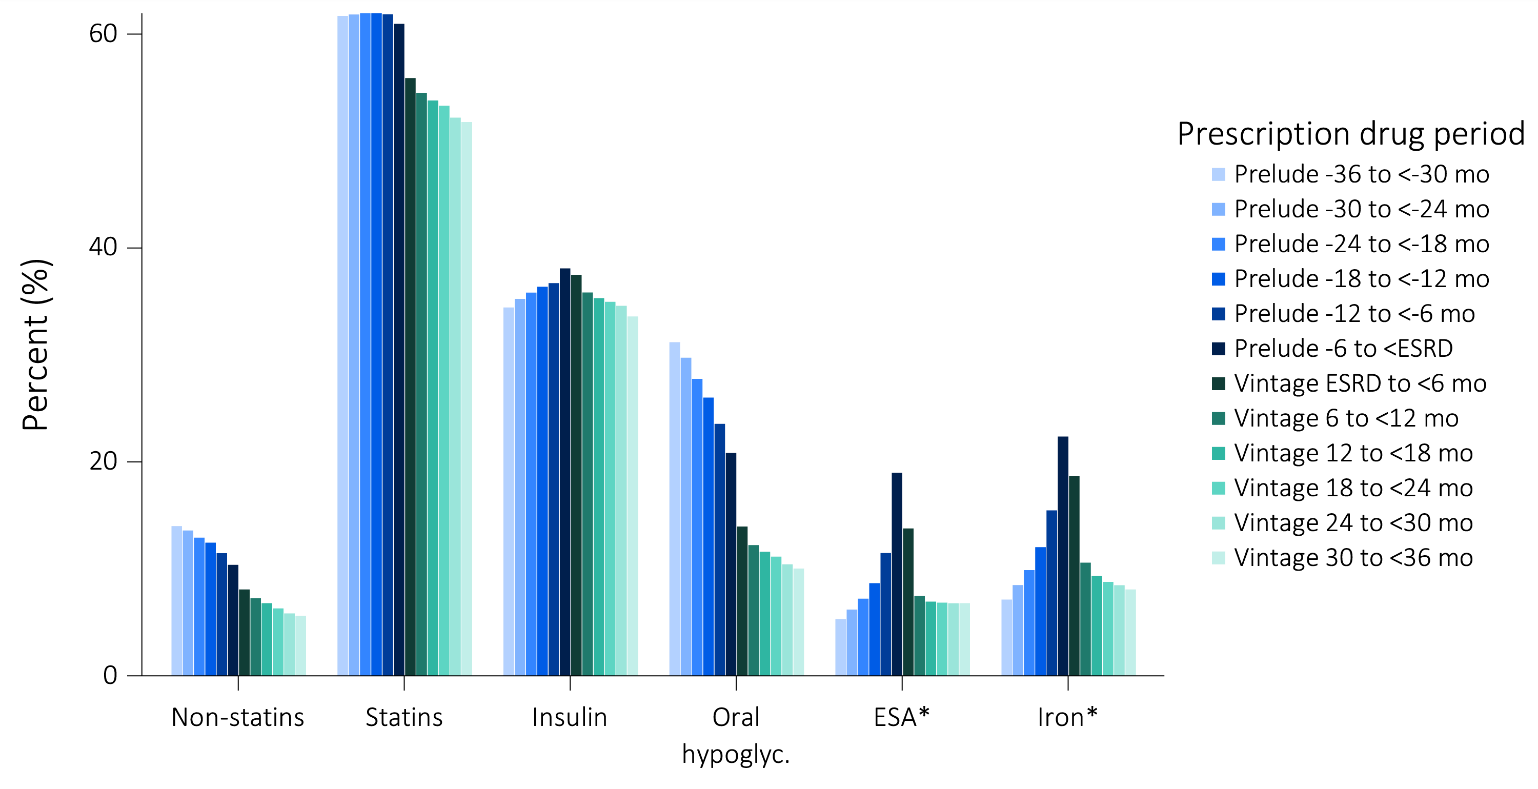 60
40
20
0
Percent (%)
Non-statins
Statins
Insulin
Oral
hypoglyc.
ESA*
Iron*
Prescription drug period
Prelude -36 to <-30 mo
Prelude -30 to <-24 mo
Prelude -24 to <-18 mo
Prelude -18 to <-12 mo
Prelude -12 to <-6 mo
Prelude -6 to <ESRD
Vintage ESRD to <6 mo
Vintage 6 to <12 mo
Vintage 12 to <18 mo
Vintage 18 to <24 mo
Vintage 24 to <30 mo
Vintage 30 to <36 mo